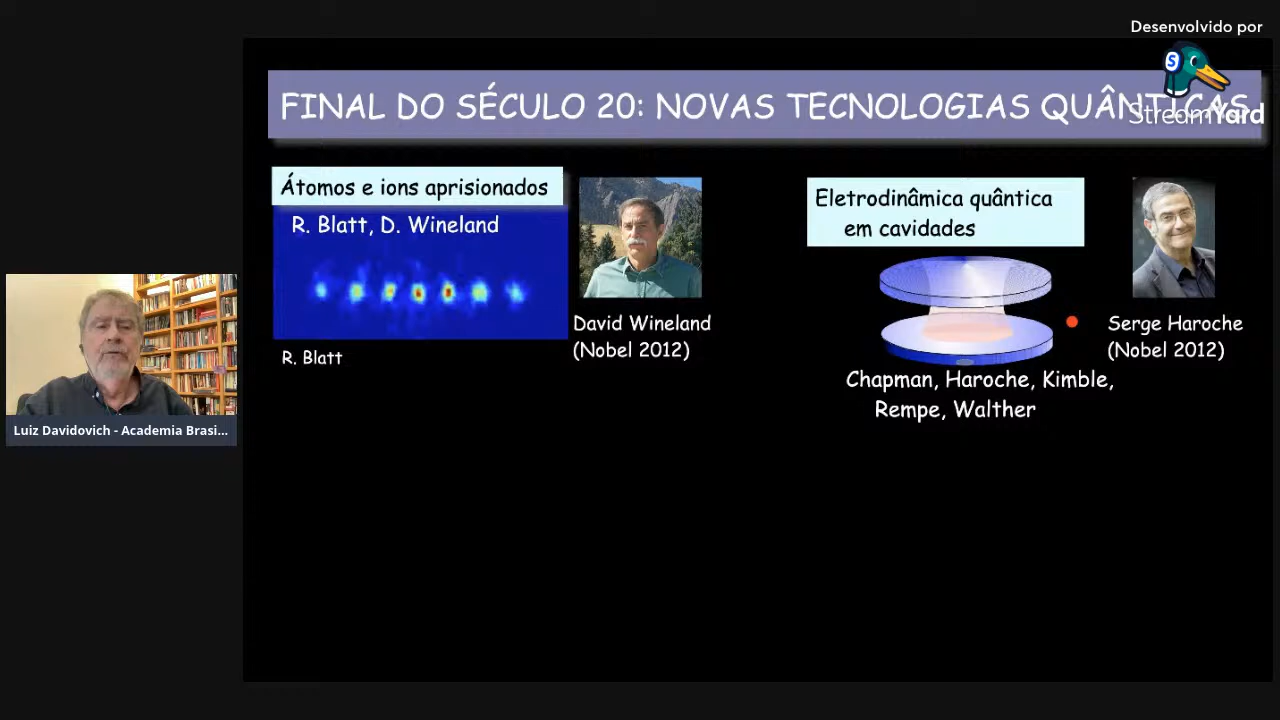 Desenvolvido por
StreamYard
FINAL DO SÉCULO 20: NOVAS TECNOLOGIAS QUÂNTICAS
Átomos e ions aprisionados
R. Blatt, D. Wineland
R. Blatt
David Wineland
(Nobel 2012)
Eletrodinâmica quântica
em cavidades
Serge Haroche
(Nobel 2012)
Chapman, Haroche, Kimble,
Rempe, Walther
Luiz Davidovich - Academia Brasi...